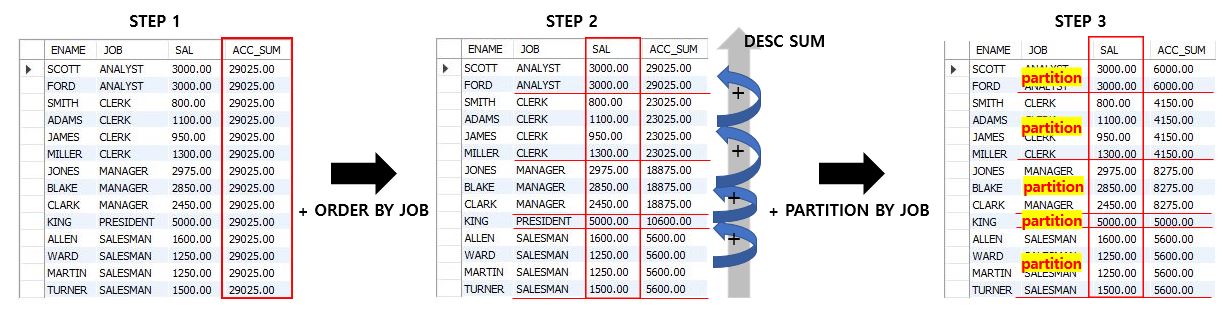 STEP 1
ENAME JOB SAL ACC_SUM
SCOTT ANALYST 3000.00 29025.00
FORD ANALYST 3000.00 29025.00
SMITH CLERK 800.00 29025.00
ADAMS CLERK 1100.00 29025.00
JAMES CLERK 950.00 29025.00
MILLER CLERK 1300.00 29025.00
JONES MANAGER 2975.00 29025.00
BLAKE MANAGER 2850.00 29025.00
CLARK MANAGER 2450.00 29025.00
KING PRESIDENT 5000.00 29025.00
ALLEN SALESMAN 1600.00 29025.00
WARD SALESMAN 1250.00 29025.00
MARTIN SALESMAN 1250.00 29025.00
TURNER SALESMAN 1500.00 29025.00
+ ORDER BY JOB
STEP 2
ENAME JOB SAL ACC_SUM
SCOTT ANALYST 3000.00 29025.00
FORD ANALYST 3000.00 29025.00
SMITH CLERK 800.00 23025.00
ADAMS CLERK 1100.00 23025.00
JAMES CLERK 950.00 23025.00
MILLER CLERK 1300.00 23025.00
JONES MANAGER 2975.00 18875.00
BLAKE MANAGER 2850.00 18875.00
CLARK MANAGER 2450.00 18875.00
KING PRESIDENT 5000.00 10600.00
ALLEN SALESMAN 1600.00 5600.00
WARD SALESMAN 1250.00 5600.00
MARTIN SALESMAN 1250.00 5600.00
TURNER SALESMAN 1500.00 5600.00
DESC SUM
+
+
+
+
+ PARTITION BY JOB
STEP 3
ENAME JOB SAL ACC_SUM
SCOTT ANALYST 3000.00 6000.00
partition
FORD ANALYST 3000.00 6000.00
SMITH CLERK 800.00 4150.00
ADAMS 1100.00 4150.00
partition
JAMES CLERK 950.00 4150.00
MILLER CLERK 1300.00 4150.00
JONES MANAGER 2975.00 8275.00
BLAKE partition 2850.00 8275.00
CLARK MANAGER 2450.00 8275.00
KING partition 5000.00 5000.00
ALLEN SALESMAN 1600.00 5600.00
WARD SALESMAN 1250.00 5600.00
partition
MARTIN SALESMAN 1250.00 5600.00
TURNER SALESMAN 1500.00 5600.00